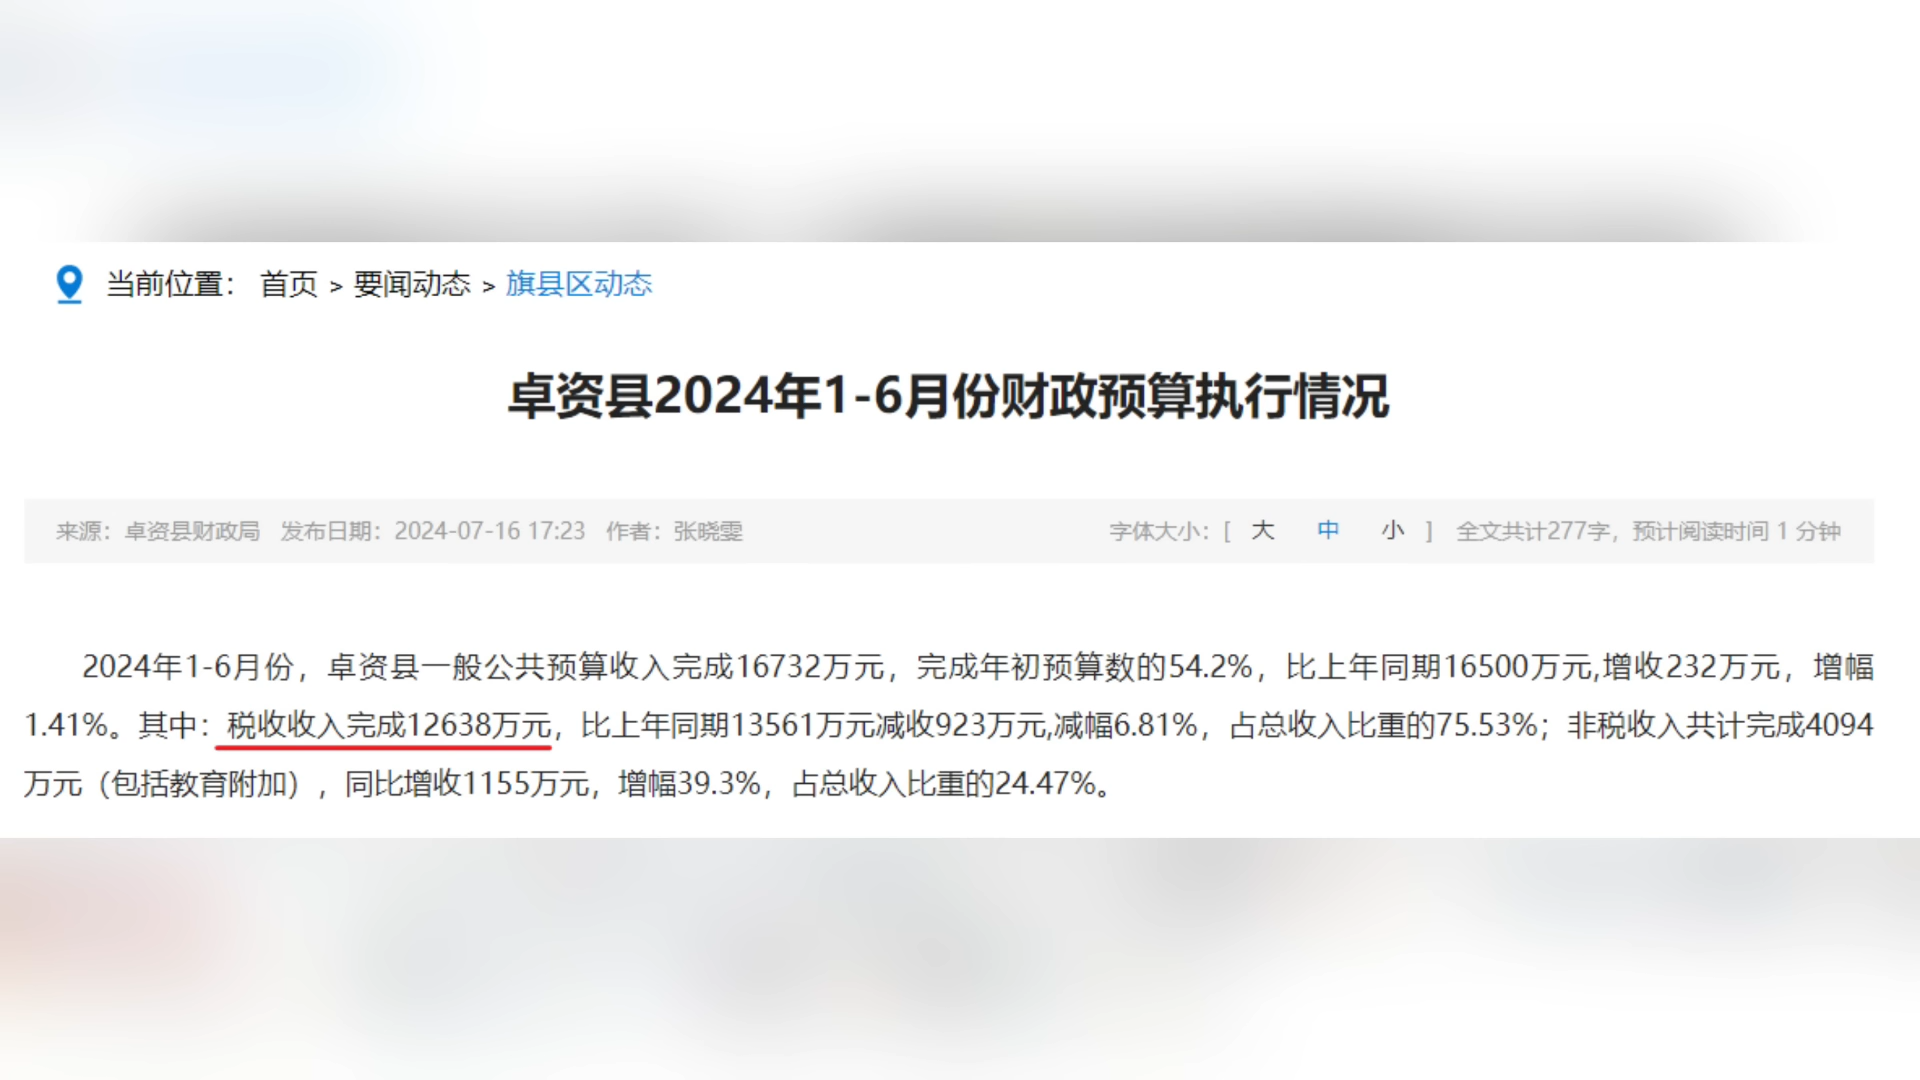 当前位置： 首页 > 要闻动态 > 旗县区动态
卓资县2024年1-6月份财政预算执行情况
来源：卓资县财政局 发布日期：2024-07-16 17:23 作者：张晓雯 字体大小：[ 大 中 小 ] 全文共计277字，预计阅读时间 1 分钟
2024年1-6月份，卓资县一般公共预算收入完成16732万元，完成年初预算数的54.2%，比上年同期16500万元,增收232万元，增幅
1.41%。其中：税收收入完成12638万元，比上年同期13561万元减收923万元,减幅6.81%，占总收入比重的75.53%；非税收入共计完成4094
万元（包括教育附加），同比增收1155万元，增幅39.3%，占总收入比重的24.47%。